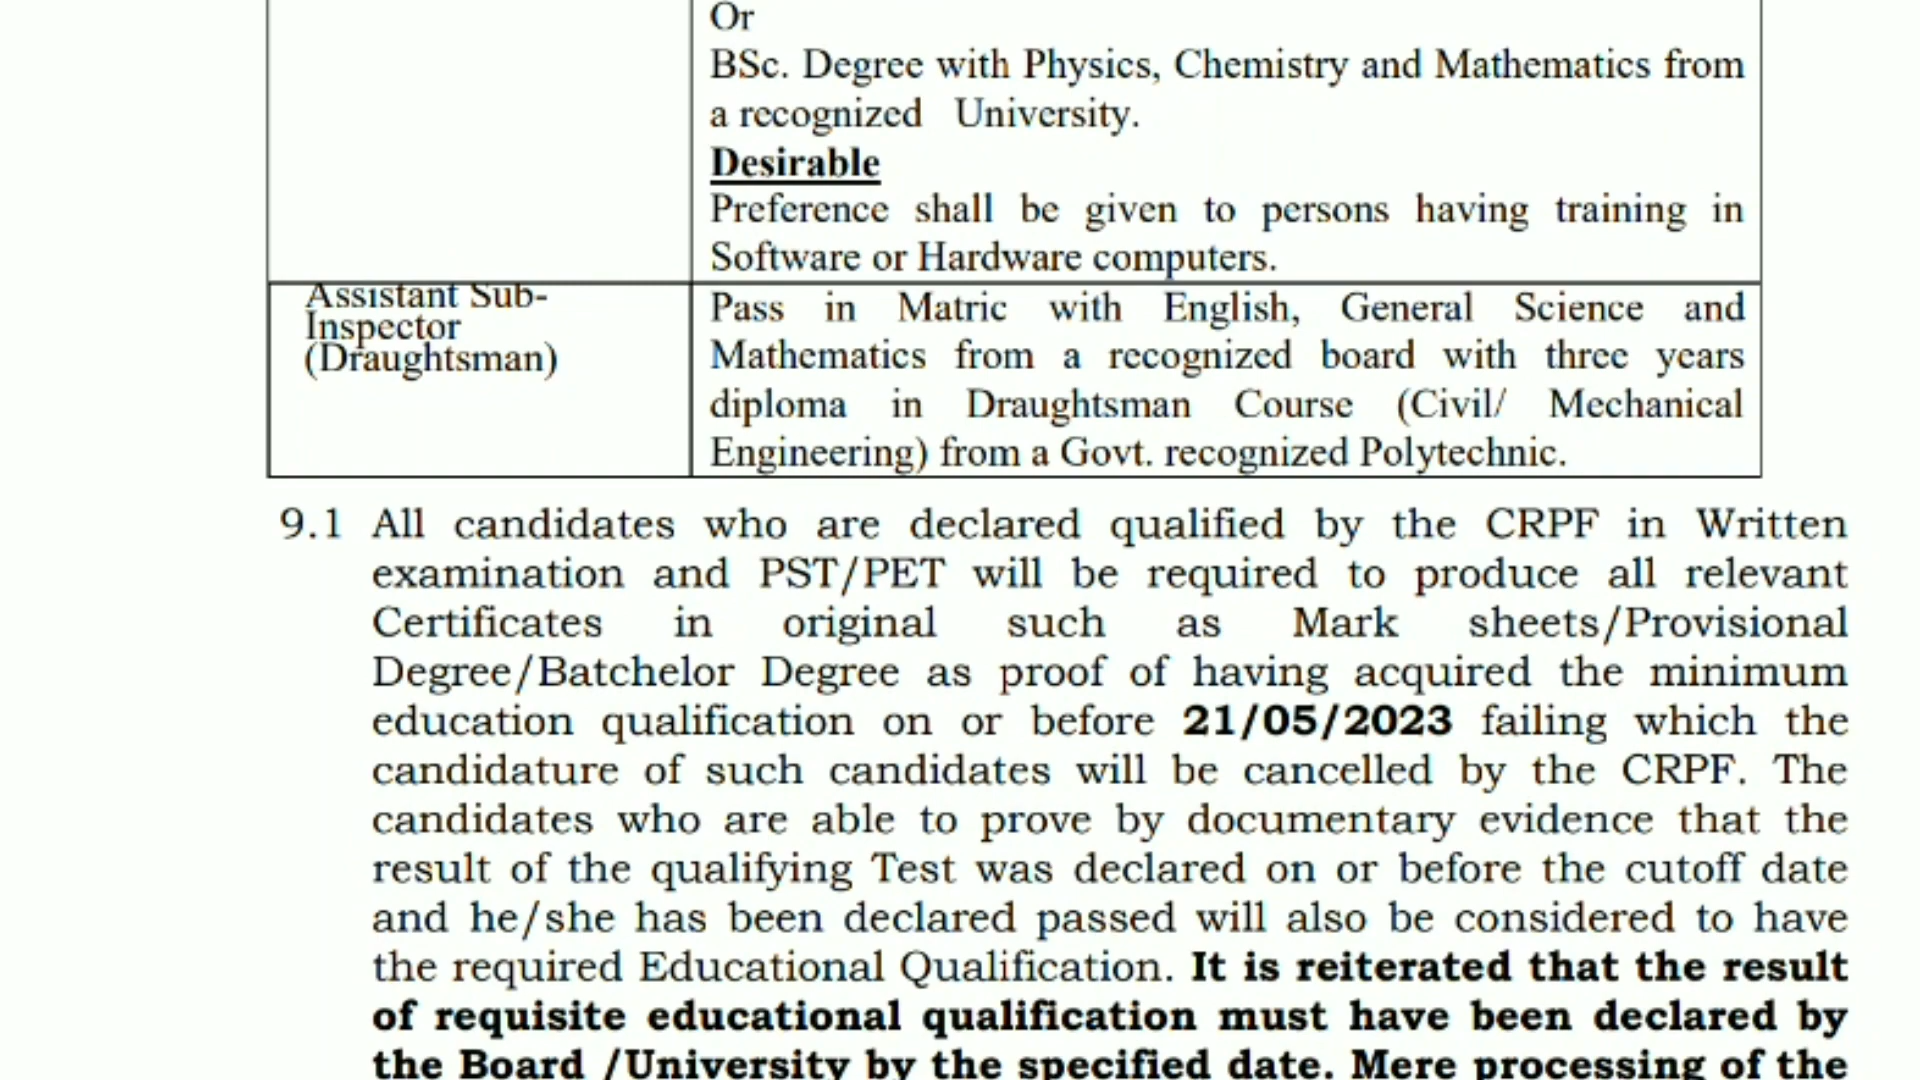 Or
BSc. Degree with Physics, Chemistry and Mathematics from
a recognized University.
Desirable
Preference shall be given to persons having training in
Software or Hardware computers.
Assistant Sub-
Inspector
(Draughtsman)
Pass in Matric with English, General Science and
Mathematics from a recognized board with three years
diploma in Draughtsman Course (Civil/ Mechanical
Engineering) from a Govt. recognized Polytechnic.
9.1 All candidates who are declared qualified by the CRPF in Written
examination and PST/PET will be required to produce all relevant
Certificates in original such as Mark sheets/Provisional
Degree/Batchelor Degree as proof of having acquired the minimum
education qualification on or before 21/05/2023 failing which the
candidature of such candidates will be cancelled by the CRPF. The
candidates who are able to prove by documentary evidence that the
result of the qualifying Test was declared on or before the cutoff date
and he/she has been declared passed will also be considered to have
the required Educational Qualification. It is reiterated that the result
of requisite educational qualification must have been declared by
the Board /University by the specified date. Mere processing of the